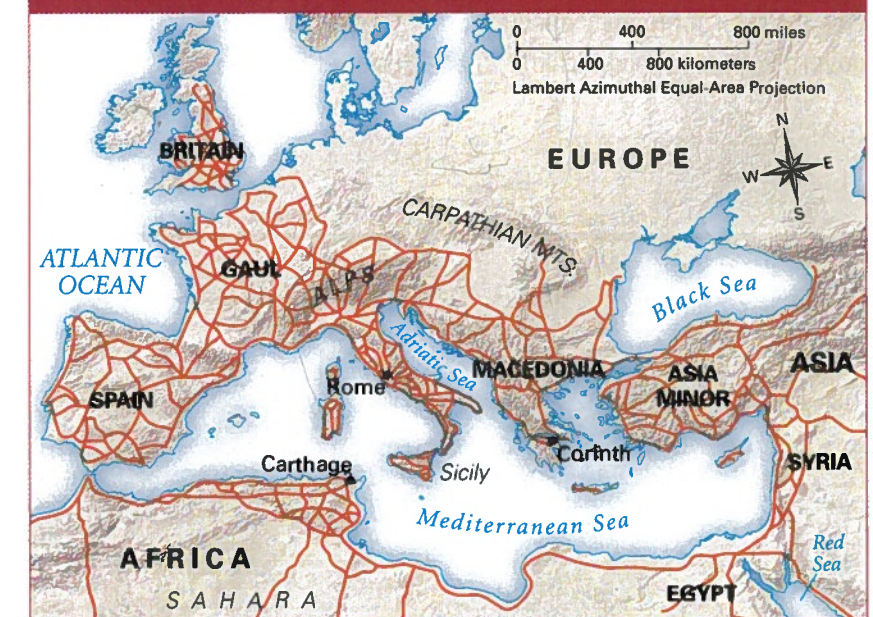 0 400 800 miles
0 400 800 kilometers
Lambert Azimuthal Equal-Area Projection
N
W E
S
BRITAIN
EUROPE
CARPATHIAN MTS.
ATLANTIC
OCEAN
GAUL
ALPS
Black Sea
Adriatic Sea
MACEDONIA
ASIA
ASIA
MINOR
Rome
SPAIN
Corinth
Carthage
Sicily
SYRIA
Mediterranean Sea
Red
Sea
AFRICA
EGYPT
SAHARA